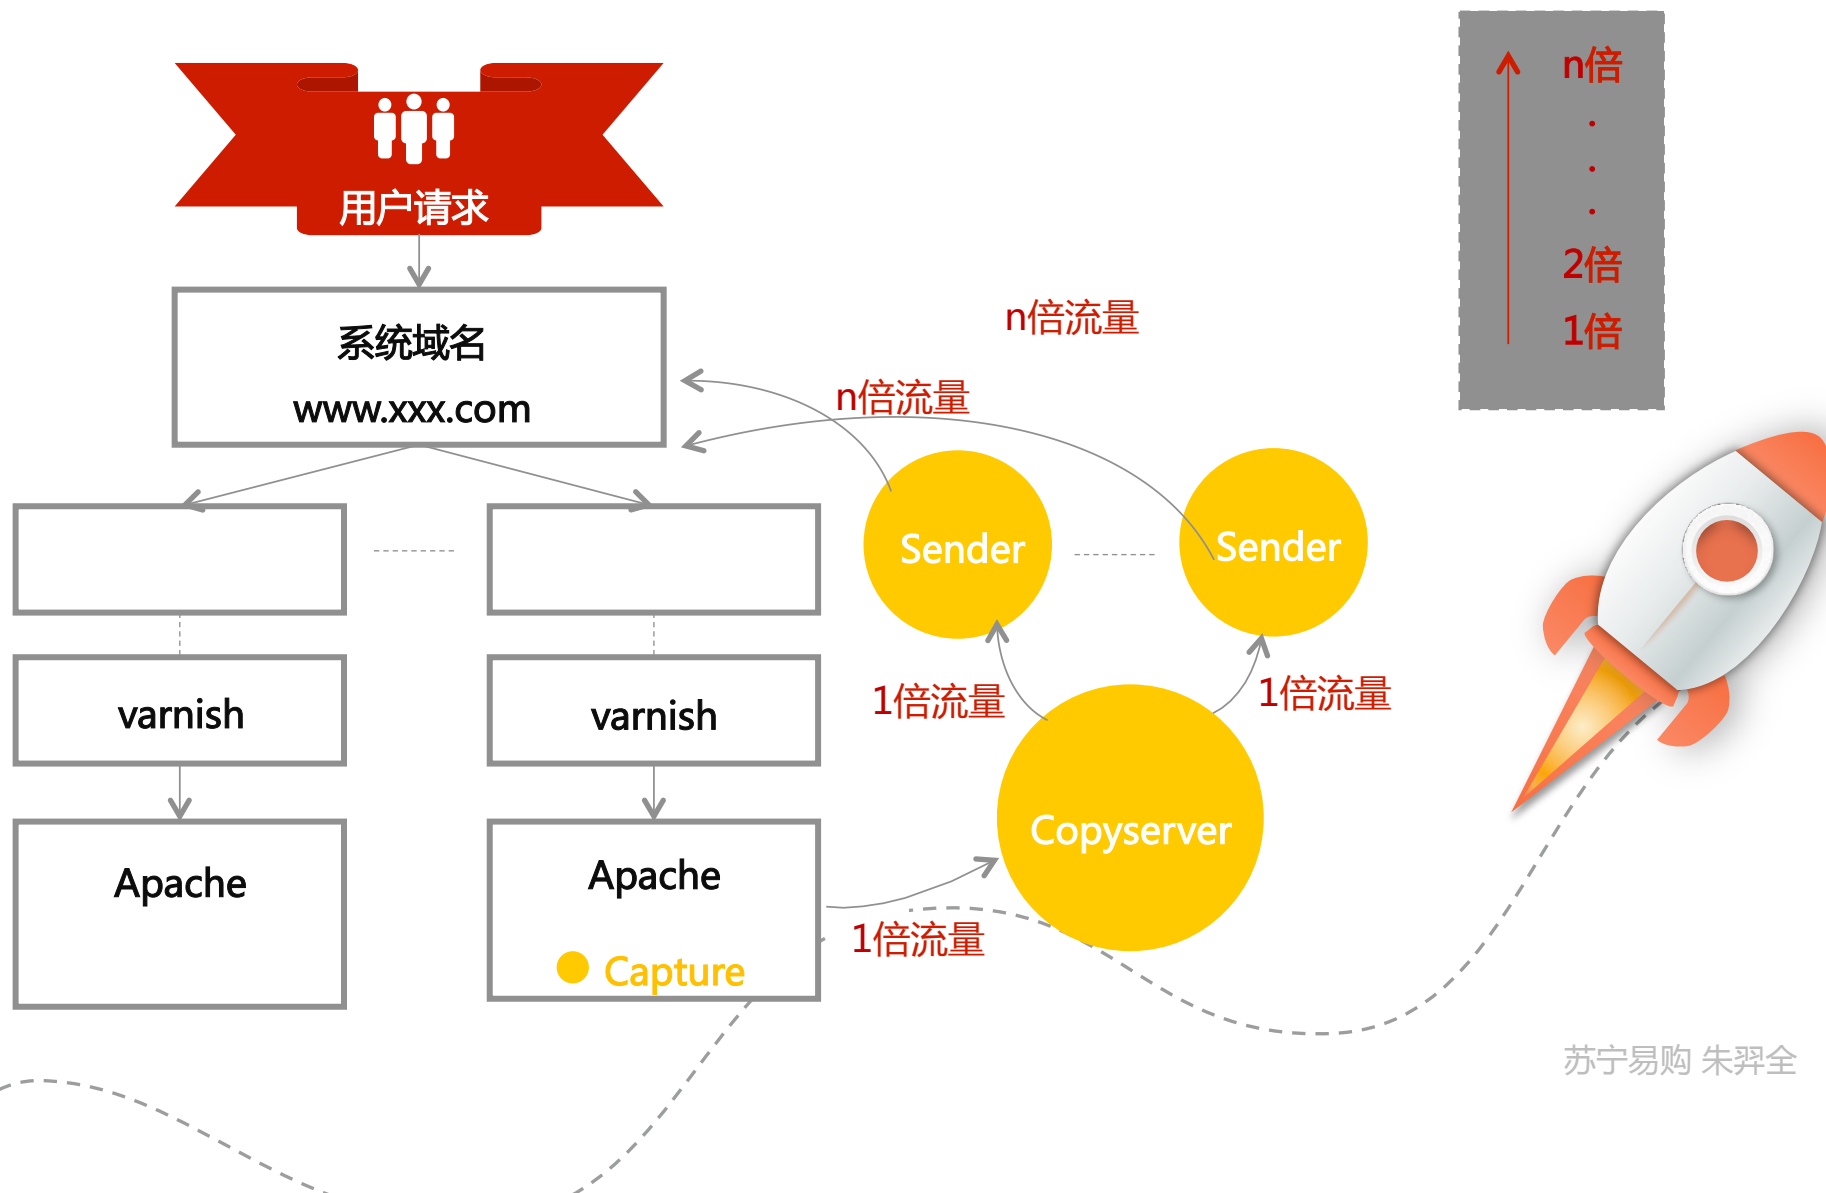 用户请求
系统域名
www.xxx.com
varnish
varnish
Apache
Apache
Capture
n倍流量
n倍流量
Sender
Sender
1倍流量
1倍流量
Copyserver
1倍流量
n倍
.
.
.
2倍
1倍
苏宁易购 朱羿全